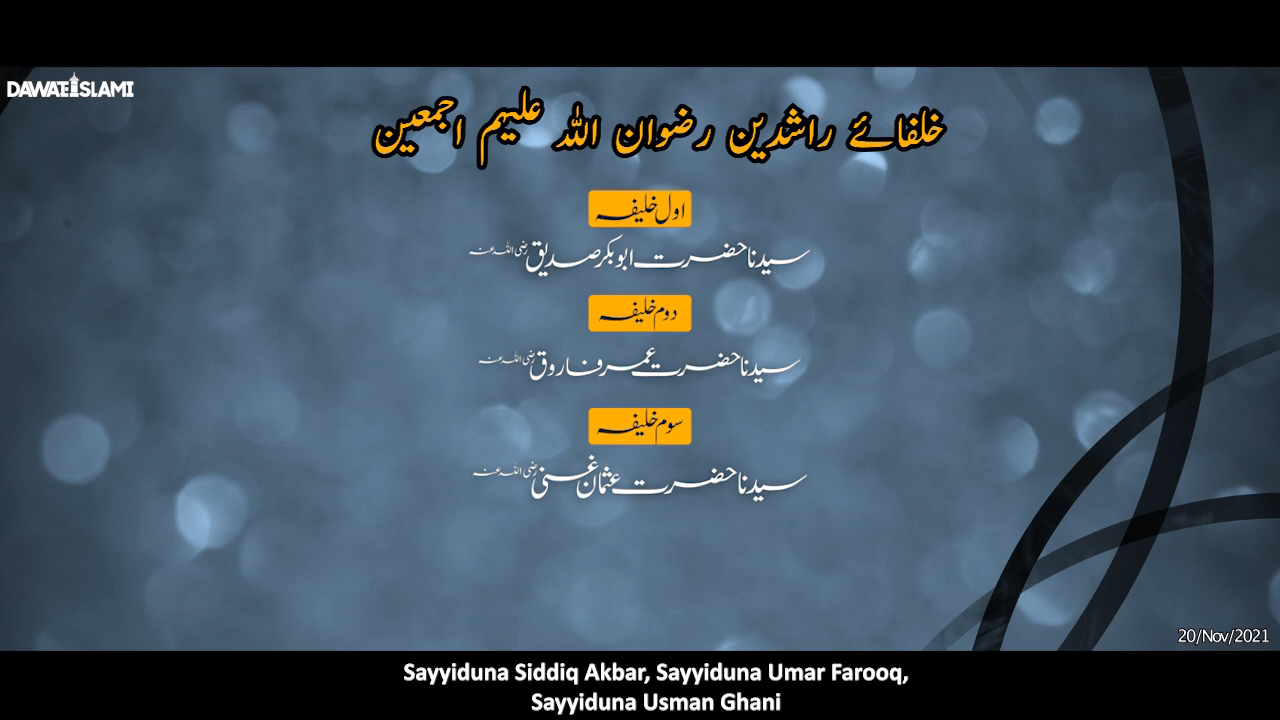 DAWATEISLAMI
خلفائے راشدین رضوان اللہ علیہم اجمعین
اول خلیفہ
سیدنا حضرت ابوبکر صدیق رضی اللہ عنہ
دوم خلیفہ
سیدنا حضرت عمر فاروق رضی اللہ عنہ
سوم خلیفہ
سیدنا حضرت عثمان غنی رضی اللہ عنہ
20/Nov/2021
Sayyiduna Siddiq Akbar, Sayyiduna Umar Farooq,
Sayyiduna Usman Ghani